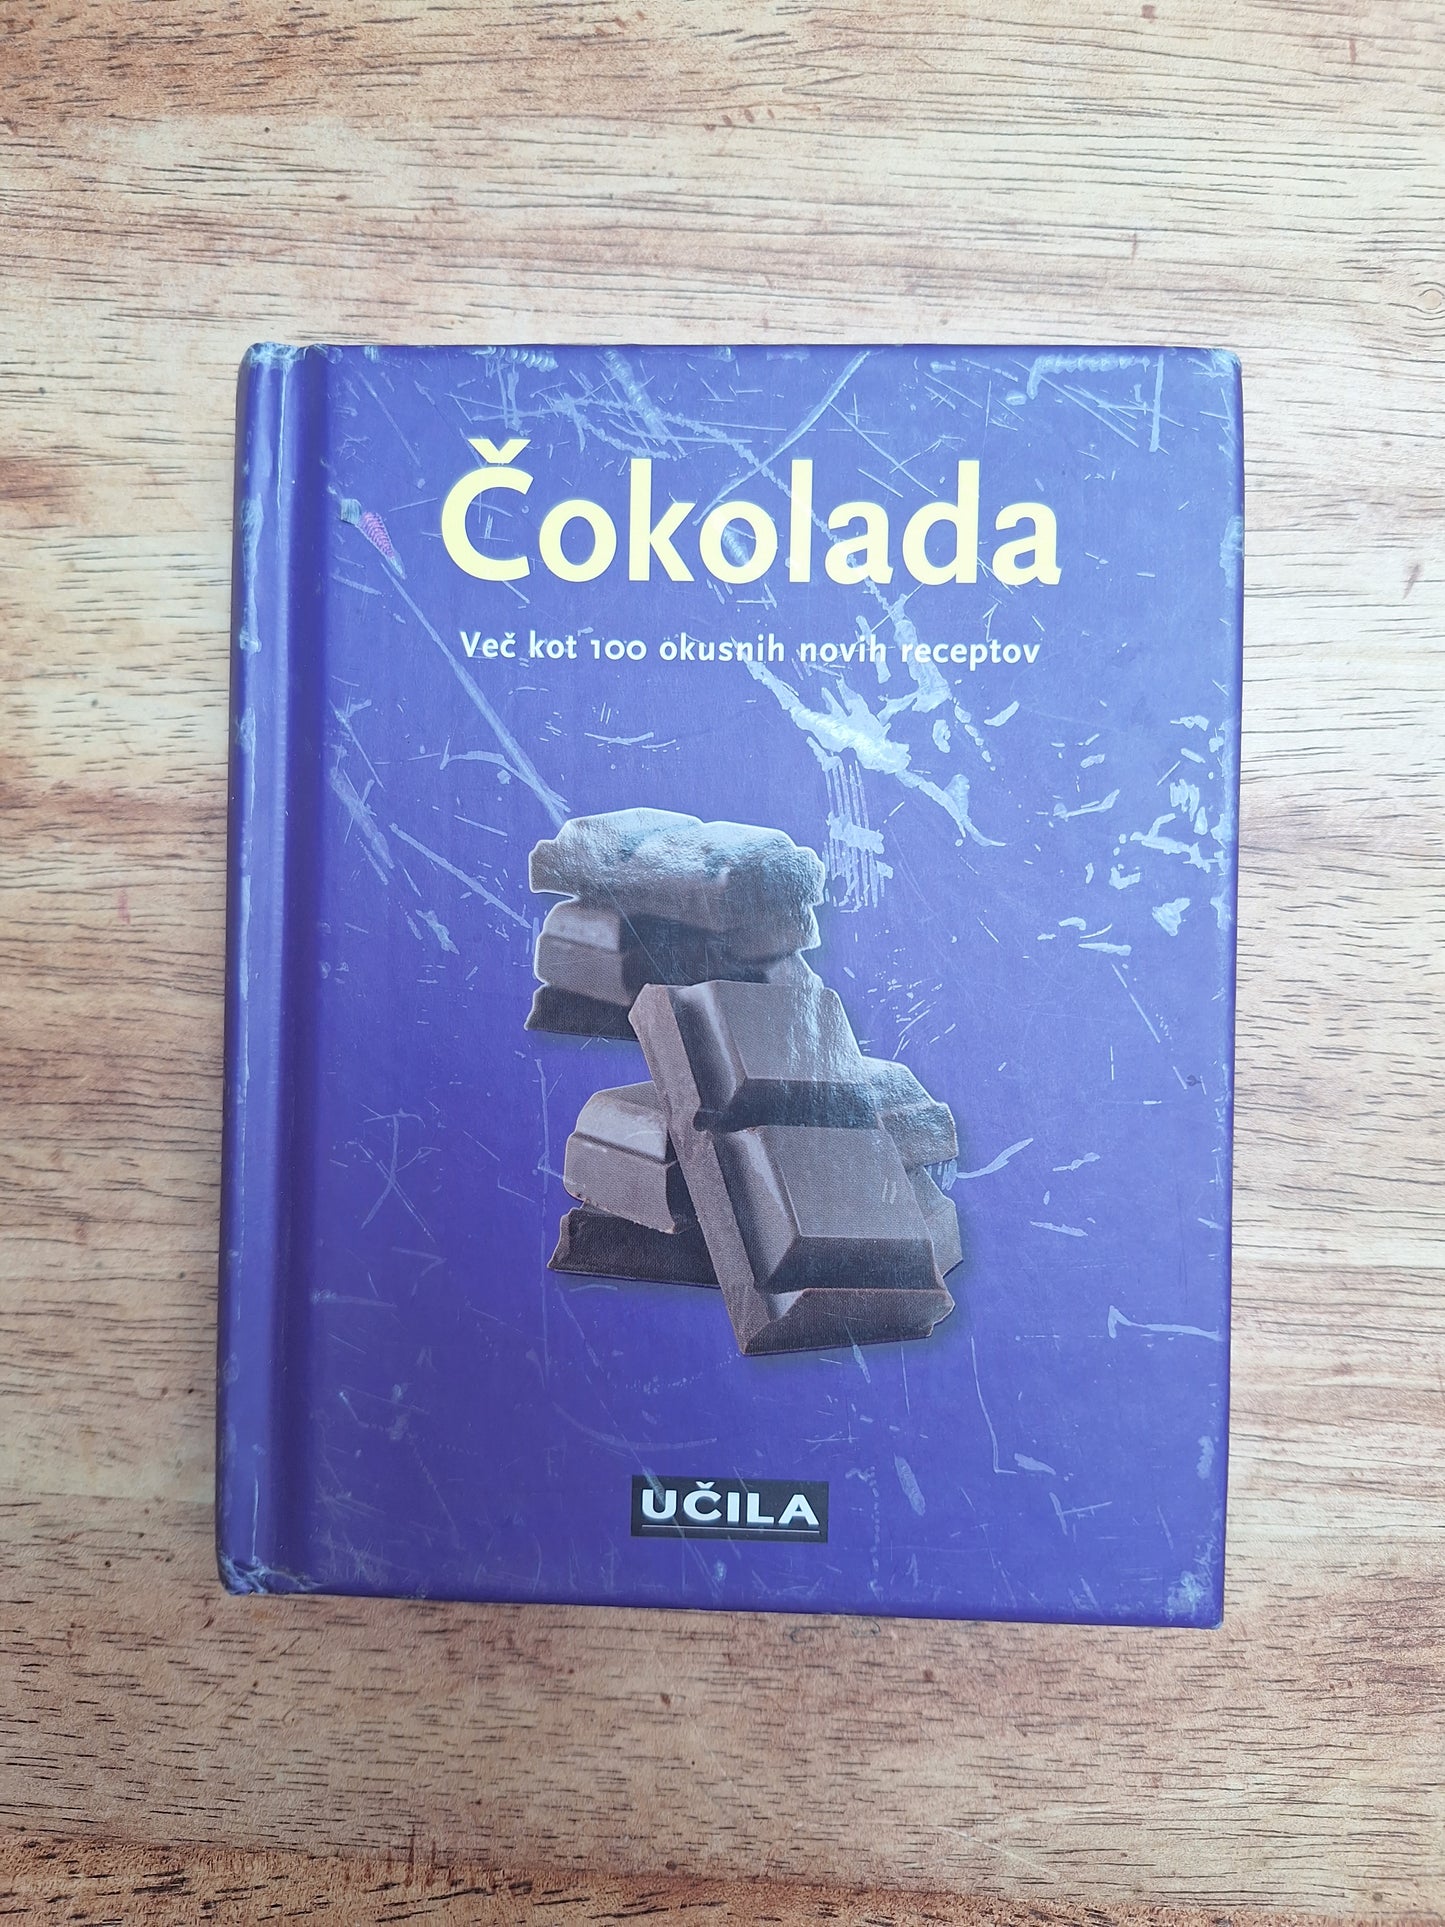 Čokolada
Več kot 100 okusnih novih receptov
UČILA